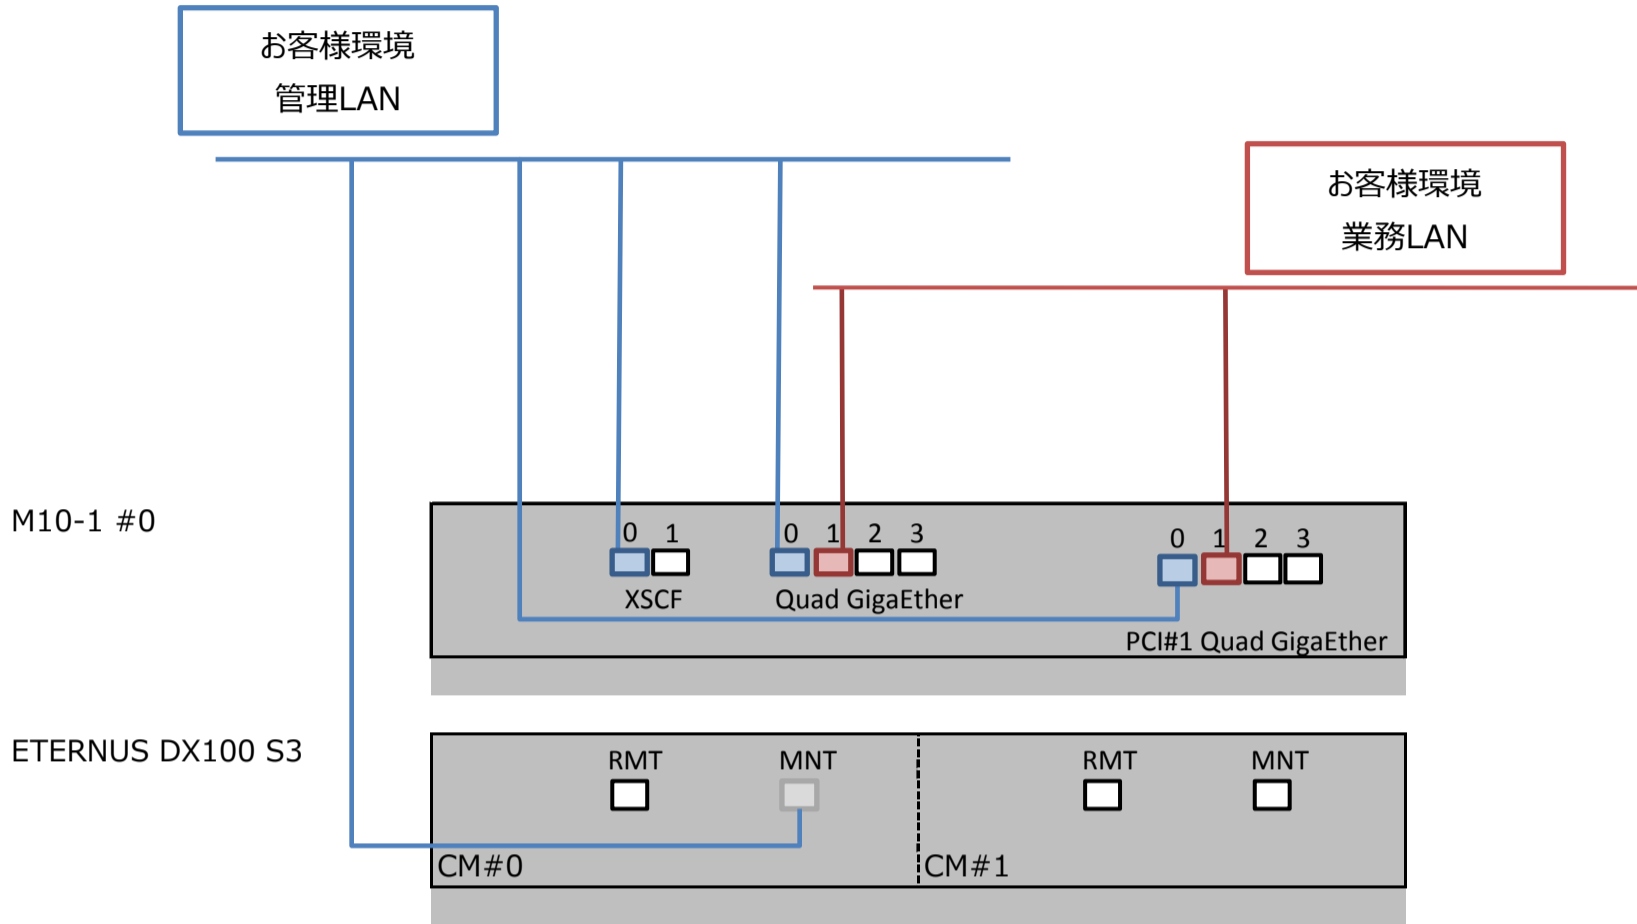 お客様環境
管理LAN
お客様環境
業務LAN
M10-1 #0
0 1
0 1 2 3
0 1 2 3
XSCF
Quad GigaEther
PCI#1 Quad GigaEther
ETERNUS DX100 S3
RMT
MNT
RMT
MNT
CM#0
CM#1